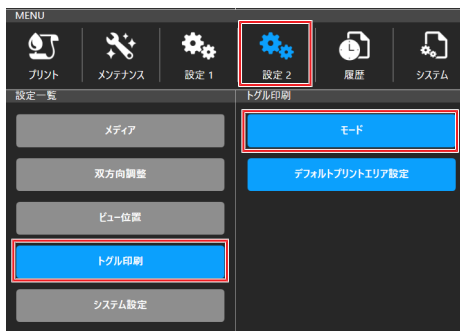 MENU
プリント メンテナンス 設定 1 設定 2 履歴 システム
設定一覧 トグル印刷
メディア モード
双方向調整 デフォルトプリントエリア設定
ビュー位置
トグル印刷
システム設定